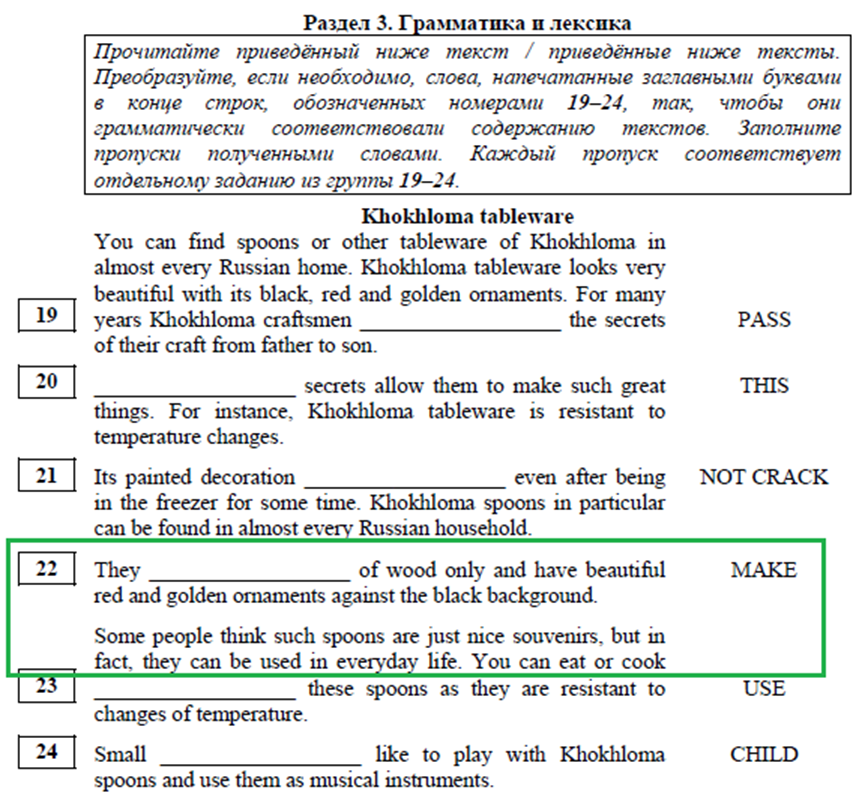 Раздел 3. Грамматика и лексика
Прочитайте приведённый ниже текст / приведённые ниже тексты.
Преобразуйте, если необходимо, слова, напечатанные заглавными буквами
в конце строк, обозначенных номерами 19–24, так, чтобы они
грамматически соответствовали содержанию текстов. Заполните
пропуски полученными словами. Каждый пропуск соответствует
отдельному заданию из группы 19–24.
Khokhloma tableware
You can find spoons or other tableware of Khokhloma in
almost every Russian home. Khokhloma tableware looks very
beautiful with its black, red and golden ornaments. For many
19 years Khokhloma craftsmen ____________________ the secrets PASS
of their craft from father to son.
20 ____________________ secrets allow them to make such great THIS
things. For instance, Khokhloma tableware is resistant to
temperature changes.
21 Its painted decoration ____________________ even after being NOT CRACK
in the freezer for some time. Khokhloma spoons in particular
can be found in almost every Russian household.
22 They ____________________ of wood only and have beautiful MAKE
red and golden ornaments against the black background.
Some people think such spoons are just nice souvenirs, but in
fact, they can be used in everyday life. You can eat or cook
23 ____________________ these spoons as they are resistant to USE
changes of temperature.
24 Small ____________________ like to play with Khokhloma CHILD
spoons and use them as musical instruments.